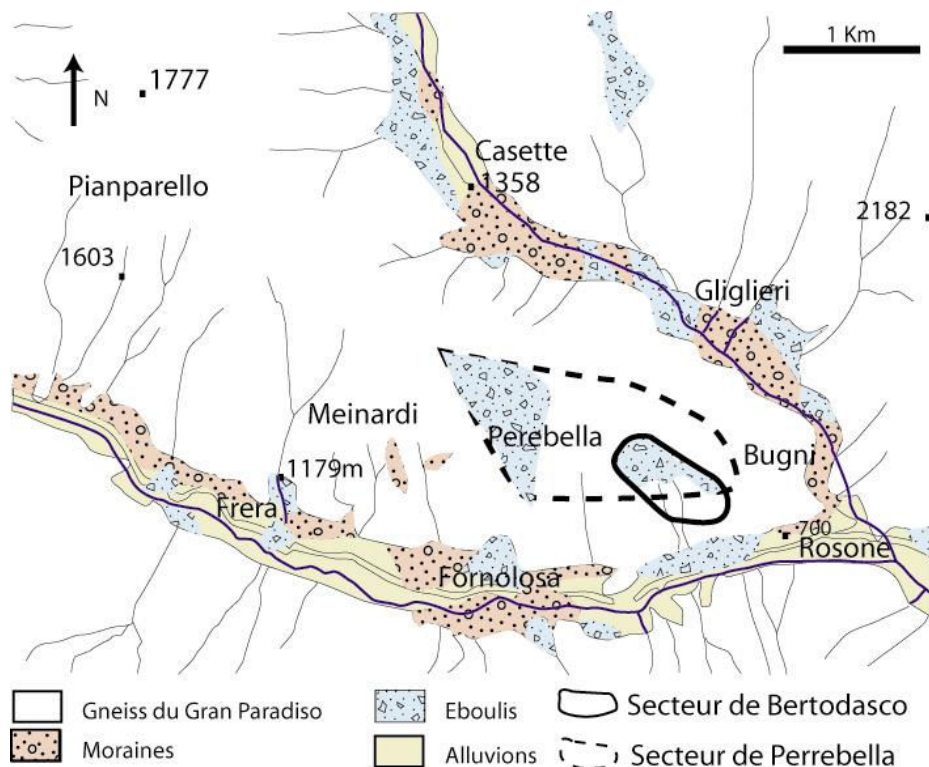 1 Km
N
1777
Casette
1358
Pianparello
2182
1603
Gliglieri
Meinardi
Perebella
Bugni
1179m
Frera
700
Rosone
Fornolosa
Gneiss du Gran Paradiso
Eboulis
Secteur de Bertodasco
Moraines
Alluvions
Secteur de Perrebella